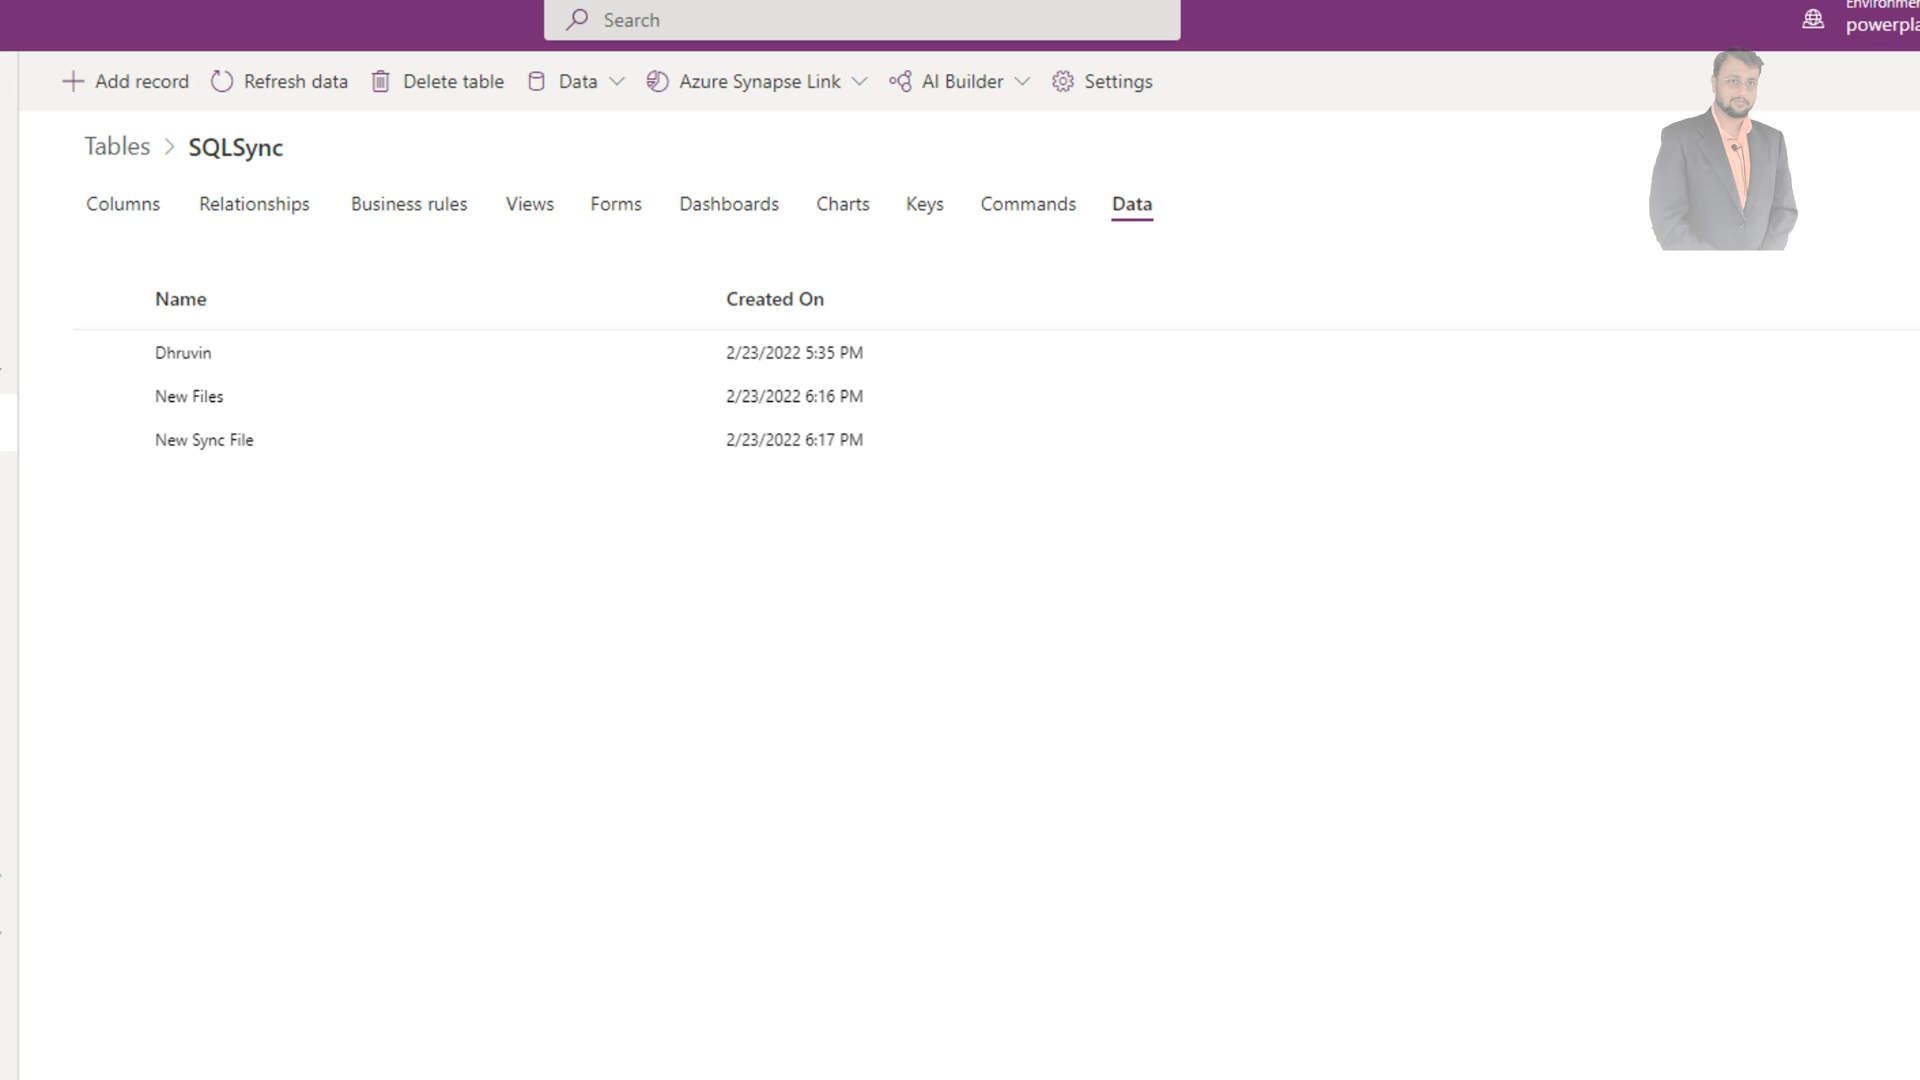 Search
Environmen
powerpla
Add record Refresh data Delete table Data Azure Synapse Link AI Builder Settings
Tables > SQLSync
Columns Relationships Business rules Views Forms Dashboards Charts Keys Commands Data
Name Created On
Dhruvin 2/23/2022 5:35 PM
New Files 2/23/2022 6:16 PM
New Sync File 2/23/2022 6:17 PM